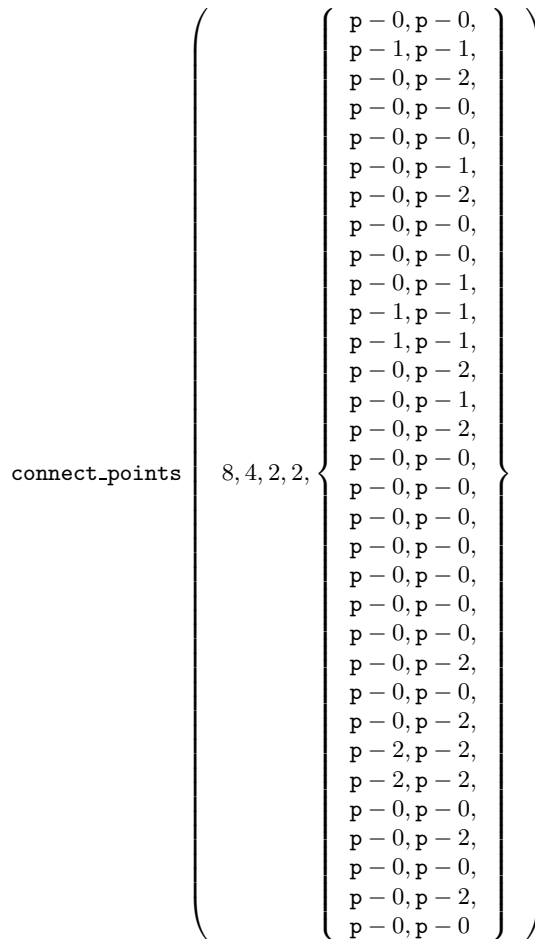 p − 0, p − 0,
p − 1, p − 1,
p − 0, p − 2,
p − 0, p − 0,
p − 0, p − 0,
p − 0, p − 1,
p − 0, p − 2,
p − 0, p − 0,
p − 0, p − 0,
p − 0, p − 1,
p − 1, p − 1,
p − 1, p − 1,
p − 0, p − 2,
p − 0, p − 1,
p − 0, p − 2,
connect_points ( 8, 4, 2, 2, { p − 0, p − 0, } )
p − 0, p − 0,
p − 0, p − 0,
p − 0, p − 0,
p − 0, p − 0,
p − 0, p − 0,
p − 0, p − 0,
p − 0, p − 2,
p − 0, p − 0,
p − 0, p − 2,
p − 2, p − 2,
p − 2, p − 2,
p − 0, p − 0,
p − 0, p − 2,
p − 0, p − 0,
p − 0, p − 2,
p − 0, p − 0